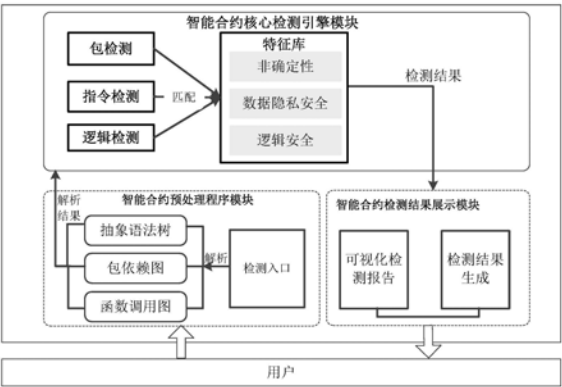 智能合约核心检测引擎模块
包检测
指令检测
逻辑检测
匹配
特征库
非确定性
数据隐私安全
逻辑安全
检测结果
解析
结果
智能合约预处理程序模块
抽象语法树
包依赖图
函数调用图
解析
检测入口
智能合约检测结果展示模块
可视化检
测报告
检测结果
生成
用户